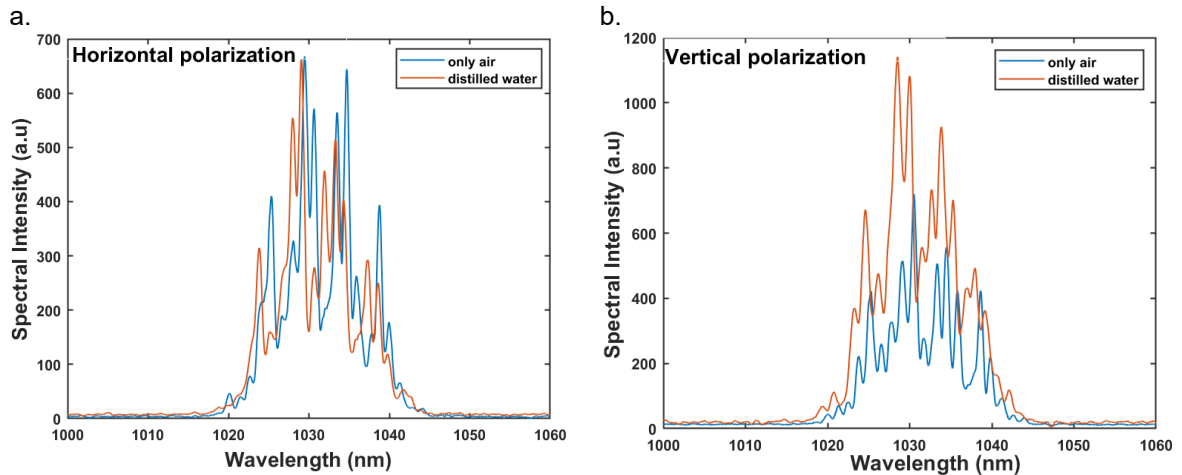 a.
Horizontal polarization
only air
distilled water
700
600
500
400
300
200
100
0
Spectral Intensity (a.u)
1000 1010 1020 1030 1040 1050 1060
Wavelength (nm)
b.
Vertical polarization
only air
distilled water
1200
1000
800
600
400
200
0
Spectral Intensity (a.u)
1000 1010 1020 1030 1040 1050 1060
Wavelength (nm)